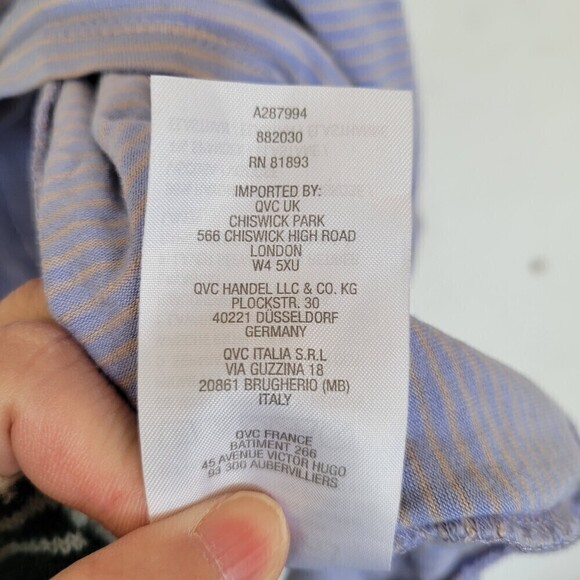 A287994
882030
RN 81893
IMPORTED BY:
QVC UK
CHISWICK PARK
566 CHISWICK HIGH ROAD
LONDON
W4 5XU
QVC HANDEL LLC & CO. KG
PLOCKSTR. 30
40221 DÜSSELDORF
GERMANY
QVC ITALIA S.R.L
VIA GUZZINA 18
20861 BRUGHERIO (MB)
ITALY
QVC FRANCE
BATIMENT 266
45 AVENUE VICTOR HUGO
93 300 AUBERVILLIERS